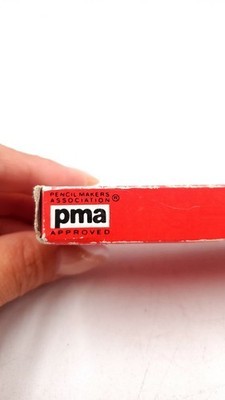 PENCIL MAKERS
ASSOCIATION ®
pma
APPROVED